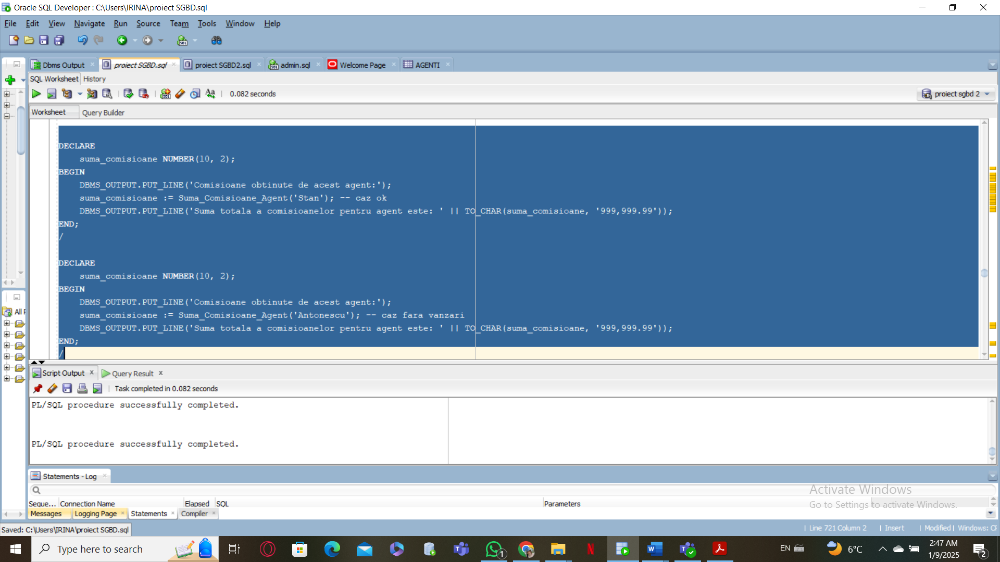 Oracle SQL Developer : C:\Users\IRINA\proiect SGBD.sql
File Edit View Navigate Run Source Team Tools Window Help
Dbms Output proiect SGBD.sql proiect SGBD2.sql admin.sql Welcome Page AGENTI
SQL Worksheet History
0.082 seconds
proiect sgbd 2
Worksheet Query Builder
DECLARE
suma_comisioane NUMBER(10, 2);
BEGIN
DBMS_OUTPUT.PUT_LINE('Comisioane obtinute de acest agent:');
suma_comisioane := Suma_Comisioane_Agent('Stan'); -- caz ok
DBMS_OUTPUT.PUT_LINE('Suma totala a comisioanelor pentru agent este: ' || TO_CHAR(suma_comisioane, '999,999.99'));
END;
/
DECLARE
suma_comisioane NUMBER(10, 2);
BEGIN
DBMS_OUTPUT.PUT_LINE('Comisioane obtinute de acest agent:');
suma_comisioane := Suma_Comisioane_Agent('Antonescu'); -- caz fara vanzari
DBMS_OUTPUT.PUT_LINE('Suma totala a comisioanelor pentru agent este: ' || TO_CHAR(suma_comisioane, '999,999.99'));
END;
/
All
Script Output Query Result
Task completed in 0.082 seconds
PL/SQL procedure successfully completed.
PL/SQL procedure successfully completed.
Statements - Log
Activate Windows
Go to Settings to activate Windows.
Seque... Connection Name Elapsed SQL Parameters
Messages Logging Page Statements Compiler
Saved: C:\Users\IRINA\proiect SGBD.sql
Line 721 Column 2 Insert Modified Windows:
Type here to search
1
EN
6°C
2:47 AM
1/9/2025
2